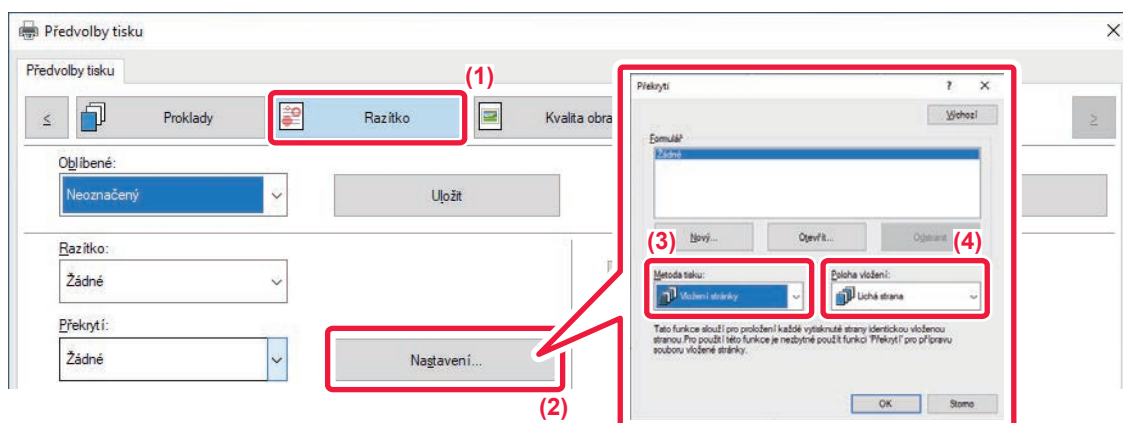 Předvolby tisku
Předvolby tisku
(1)
<
Proklady
Razítko
Kvalita obra
>
Oblíbené:
Neoznačený
Uložit
Razítko:
Žádné
Překrytí:
Žádné
Nastavení...
(2)
Překrytí
?
Výchozí
Formulář
Žádné
Nový...
Otevřít...
Odstranit
(3)
(4)
Metoda tisku:
Vložení stránky
Poloha vložení:
Lichá strana
Tato funkce slouží pro proložení každé vytisknuté strany identickou vloženou
stranou.Pro použití této funkce je nezbytné použít funkci 'Překrytí' pro přípravu
souboru vložené stránky.
OK
Storno